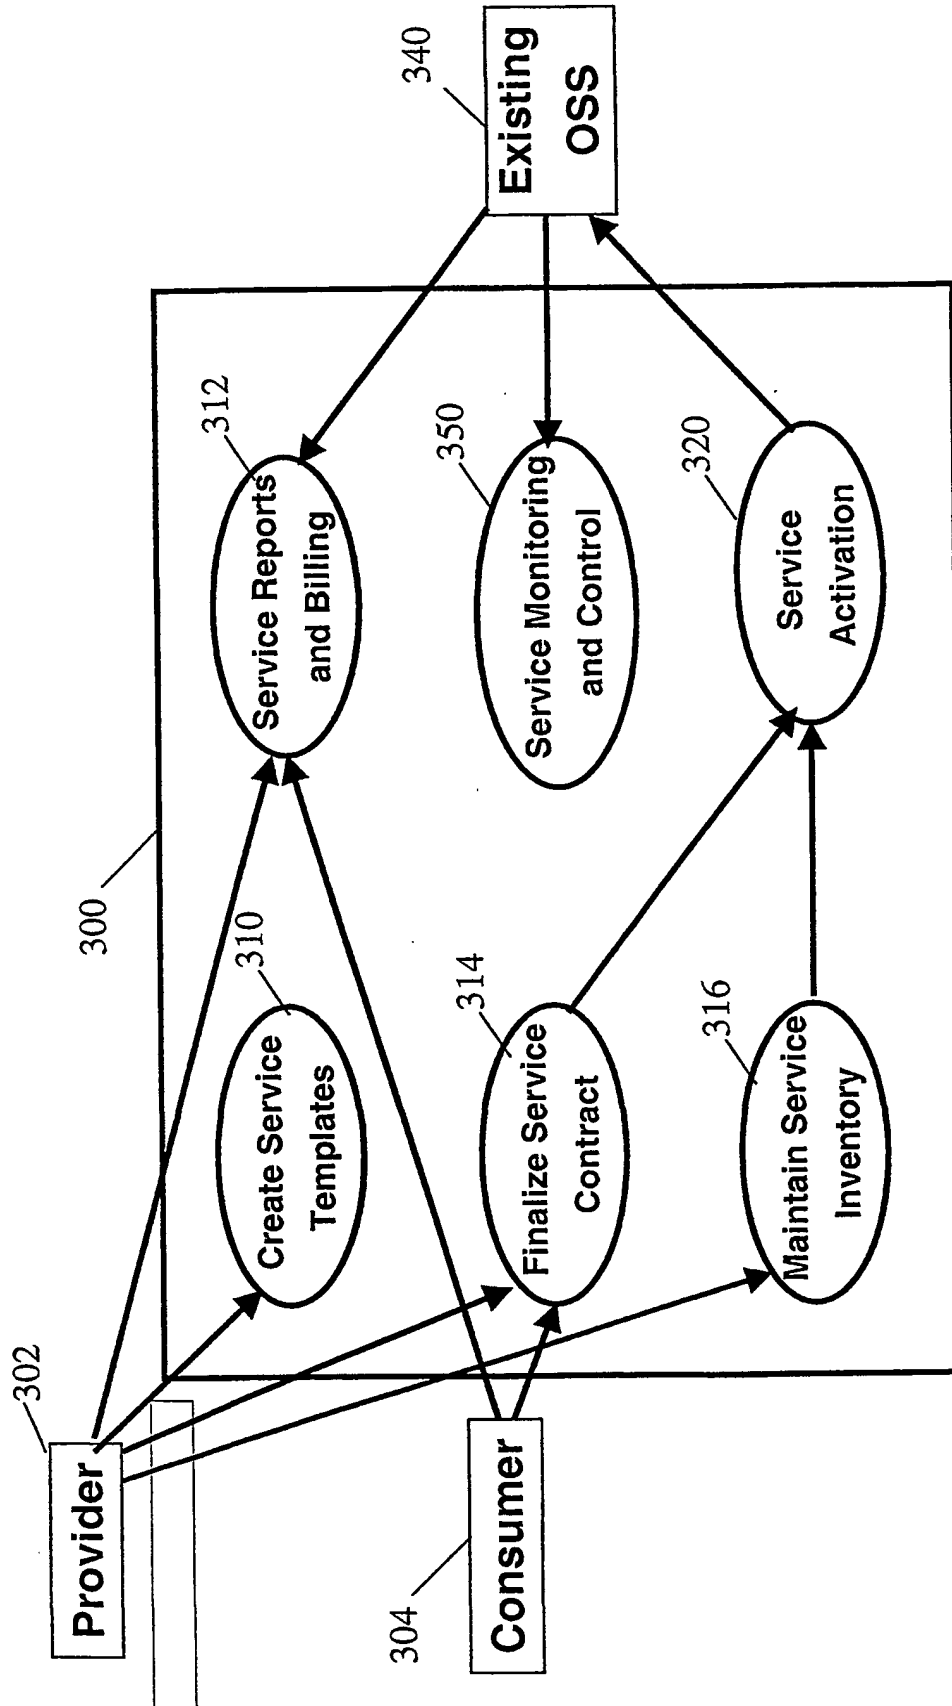 302
Provider
304
Consumer
300
310
Create Service
Templates
314
Finalize Service
Contract
316
Maintain Service
Inventory
312
Service Reports
and Billing
350
Service Monitoring
and Control
320
Service
Activation
340
Existing
OSS